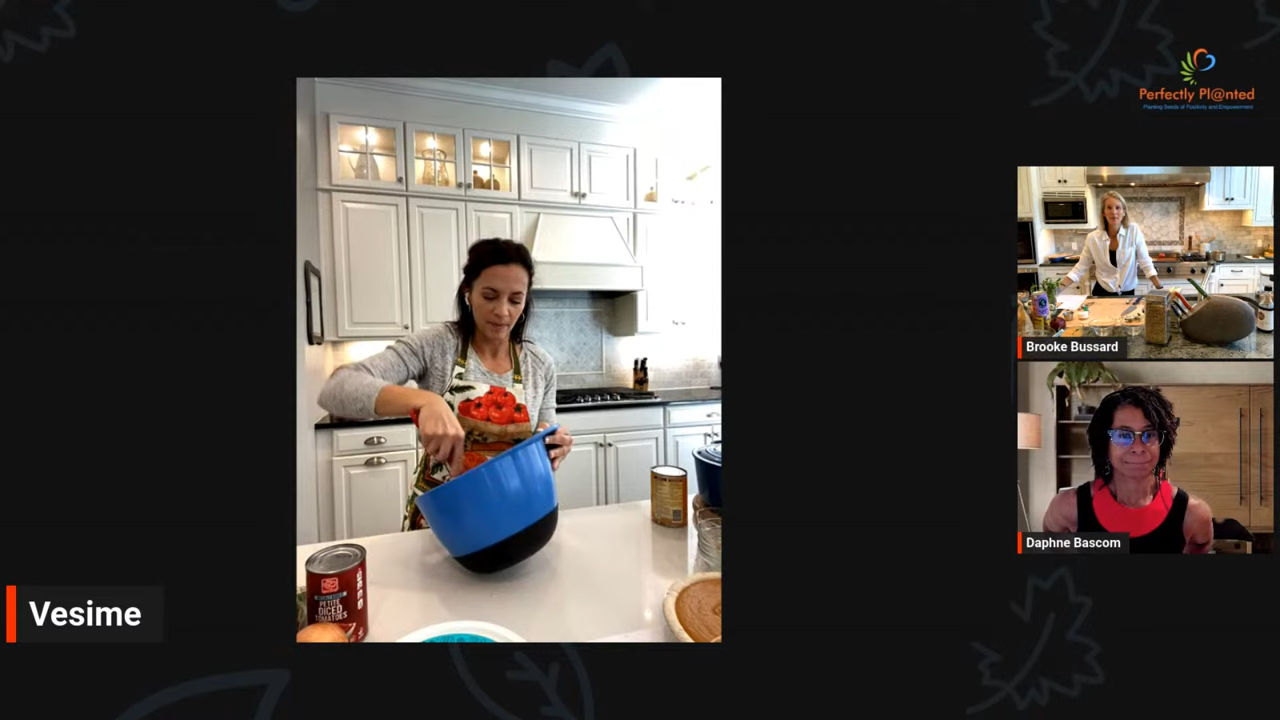 Perfectly Pl@nted
Planting Seeds of Positivity and Empowerment
Brooke Bussard
Daphne Bascom
Vesime
PETITE
DICED
TOMATOES